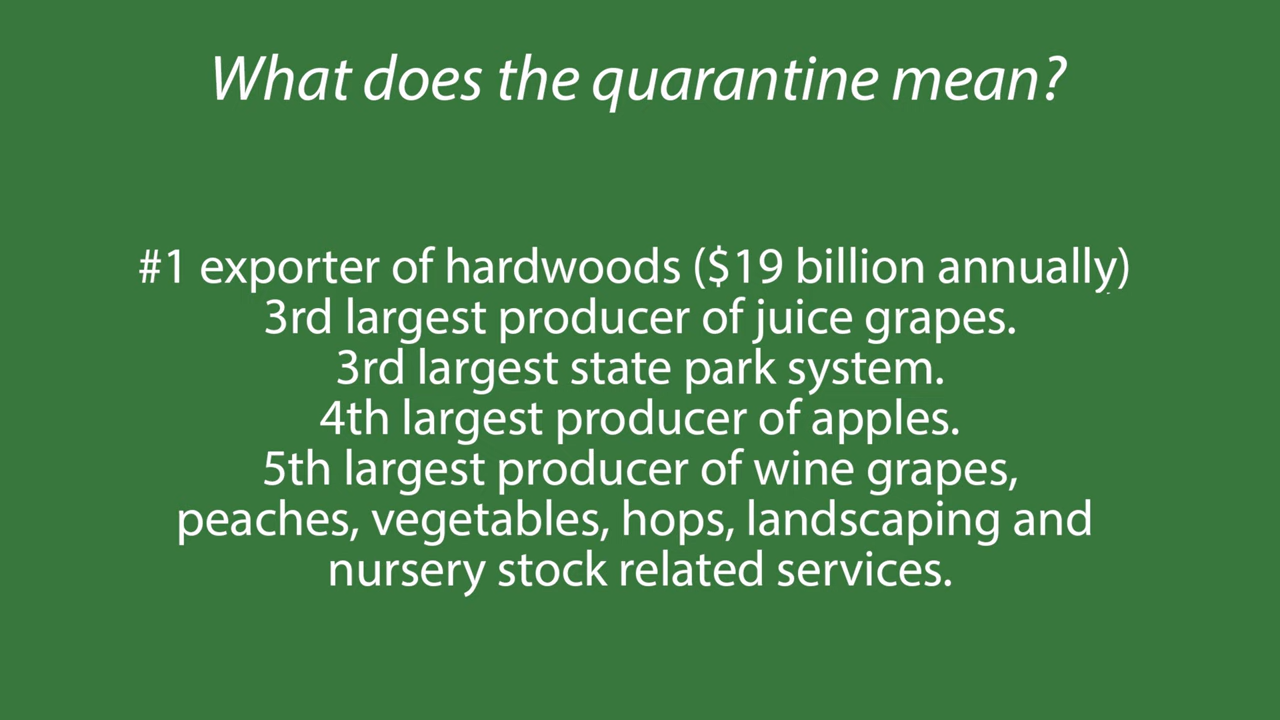 What does the quarantine mean?
#1 exporter of hardwoods ($19 billion annually)
3rd largest producer of juice grapes.
3rd largest state park system.
4th largest producer of apples.
5th largest producer of wine grapes,
peaches, vegetables, hops, landscaping and
nursery stock related services.